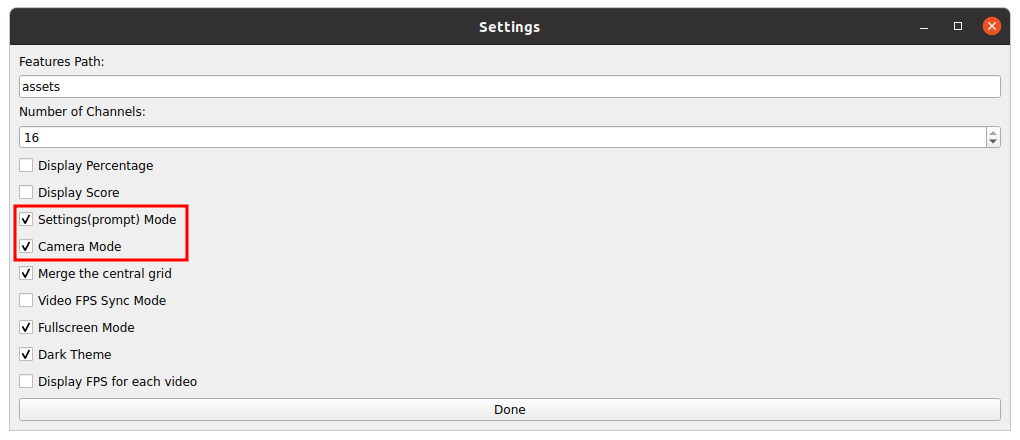 Settings
Features Path:
assets
Number of Channels:
16
Display Percentage
Display Score
Settings(prompt) Mode
Camera Mode
Merge the central grid
Video FPS Sync Mode
Fullscreen Mode
Dark Theme
Display FPS for each video
Done